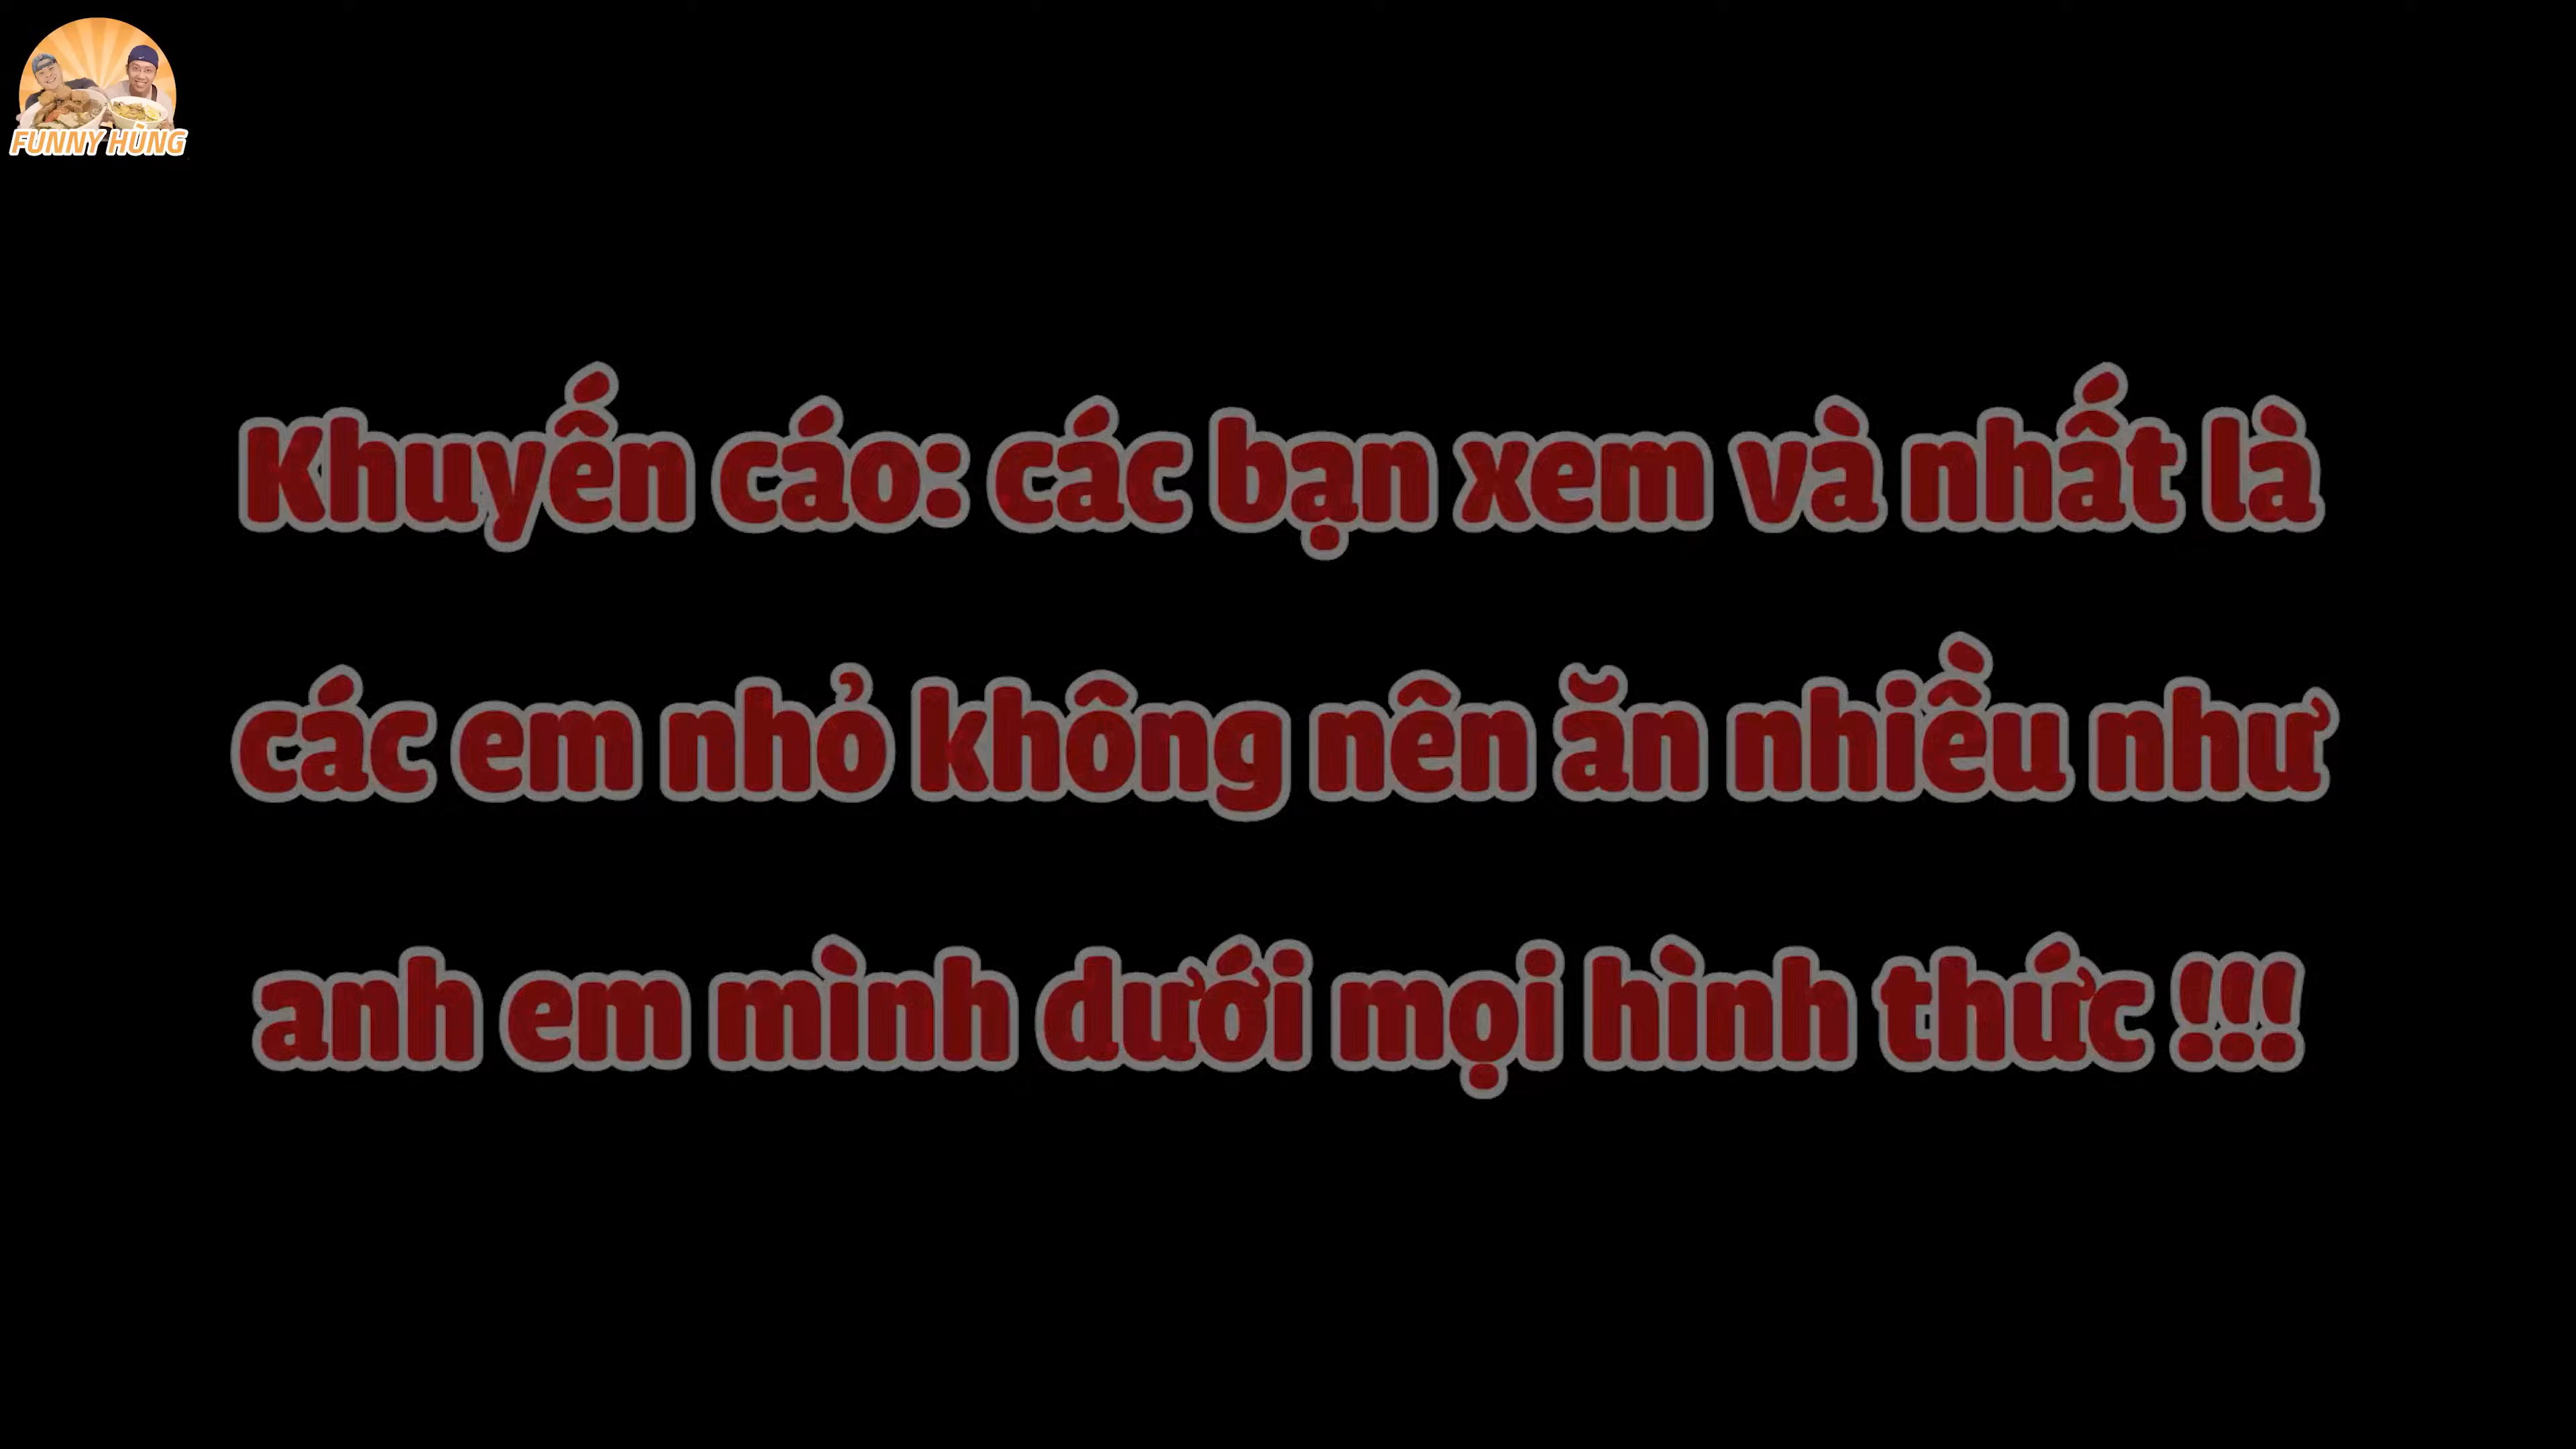 FUNNY HÙNG
Khuyến cáo: các bạn xem và nhất là
các em nhỏ không nên ăn nhiều như
anh em mình dưới mọi hình thức !!!